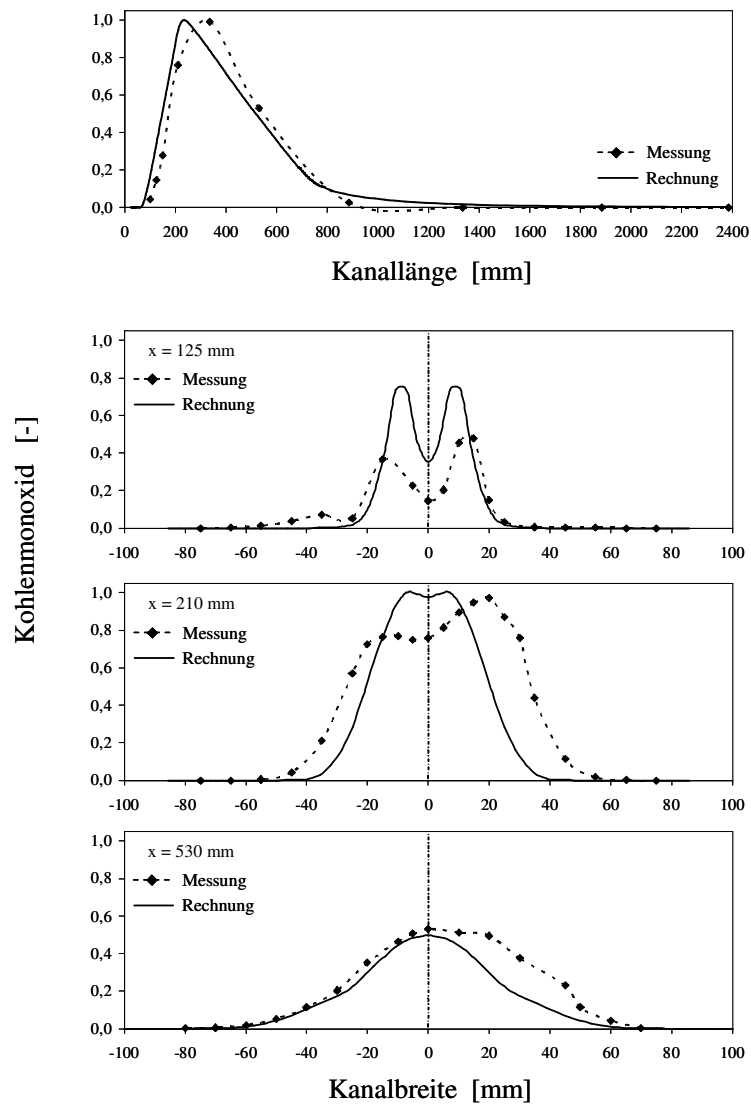 1,0
0,8
0,6
0,4
0,2
0,0
0 200 400 600 800 1000 1200 1400 1600 1800 2000 2200 2400
Messung
Rechnung
Kanallänge [mm]
Kohlenmonoxid [-]
x = 125 mm
Messung
Rechnung
1,0
0,8
0,6
0,4
0,2
0,0
-100 -80 -60 -40 -20 0 20 40 60 80 100
x = 210 mm
Messung
Rechnung
1,0
0,8
0,6
0,4
0,2
0,0
-100 -80 -60 -40 -20 0 20 40 60 80 100
x = 530 mm
Messung
Rechnung
1,0
0,8
0,6
0,4
0,2
0,0
-100 -80 -60 -40 -20 0 20 40 60 80 100
Kanalbreite [mm]